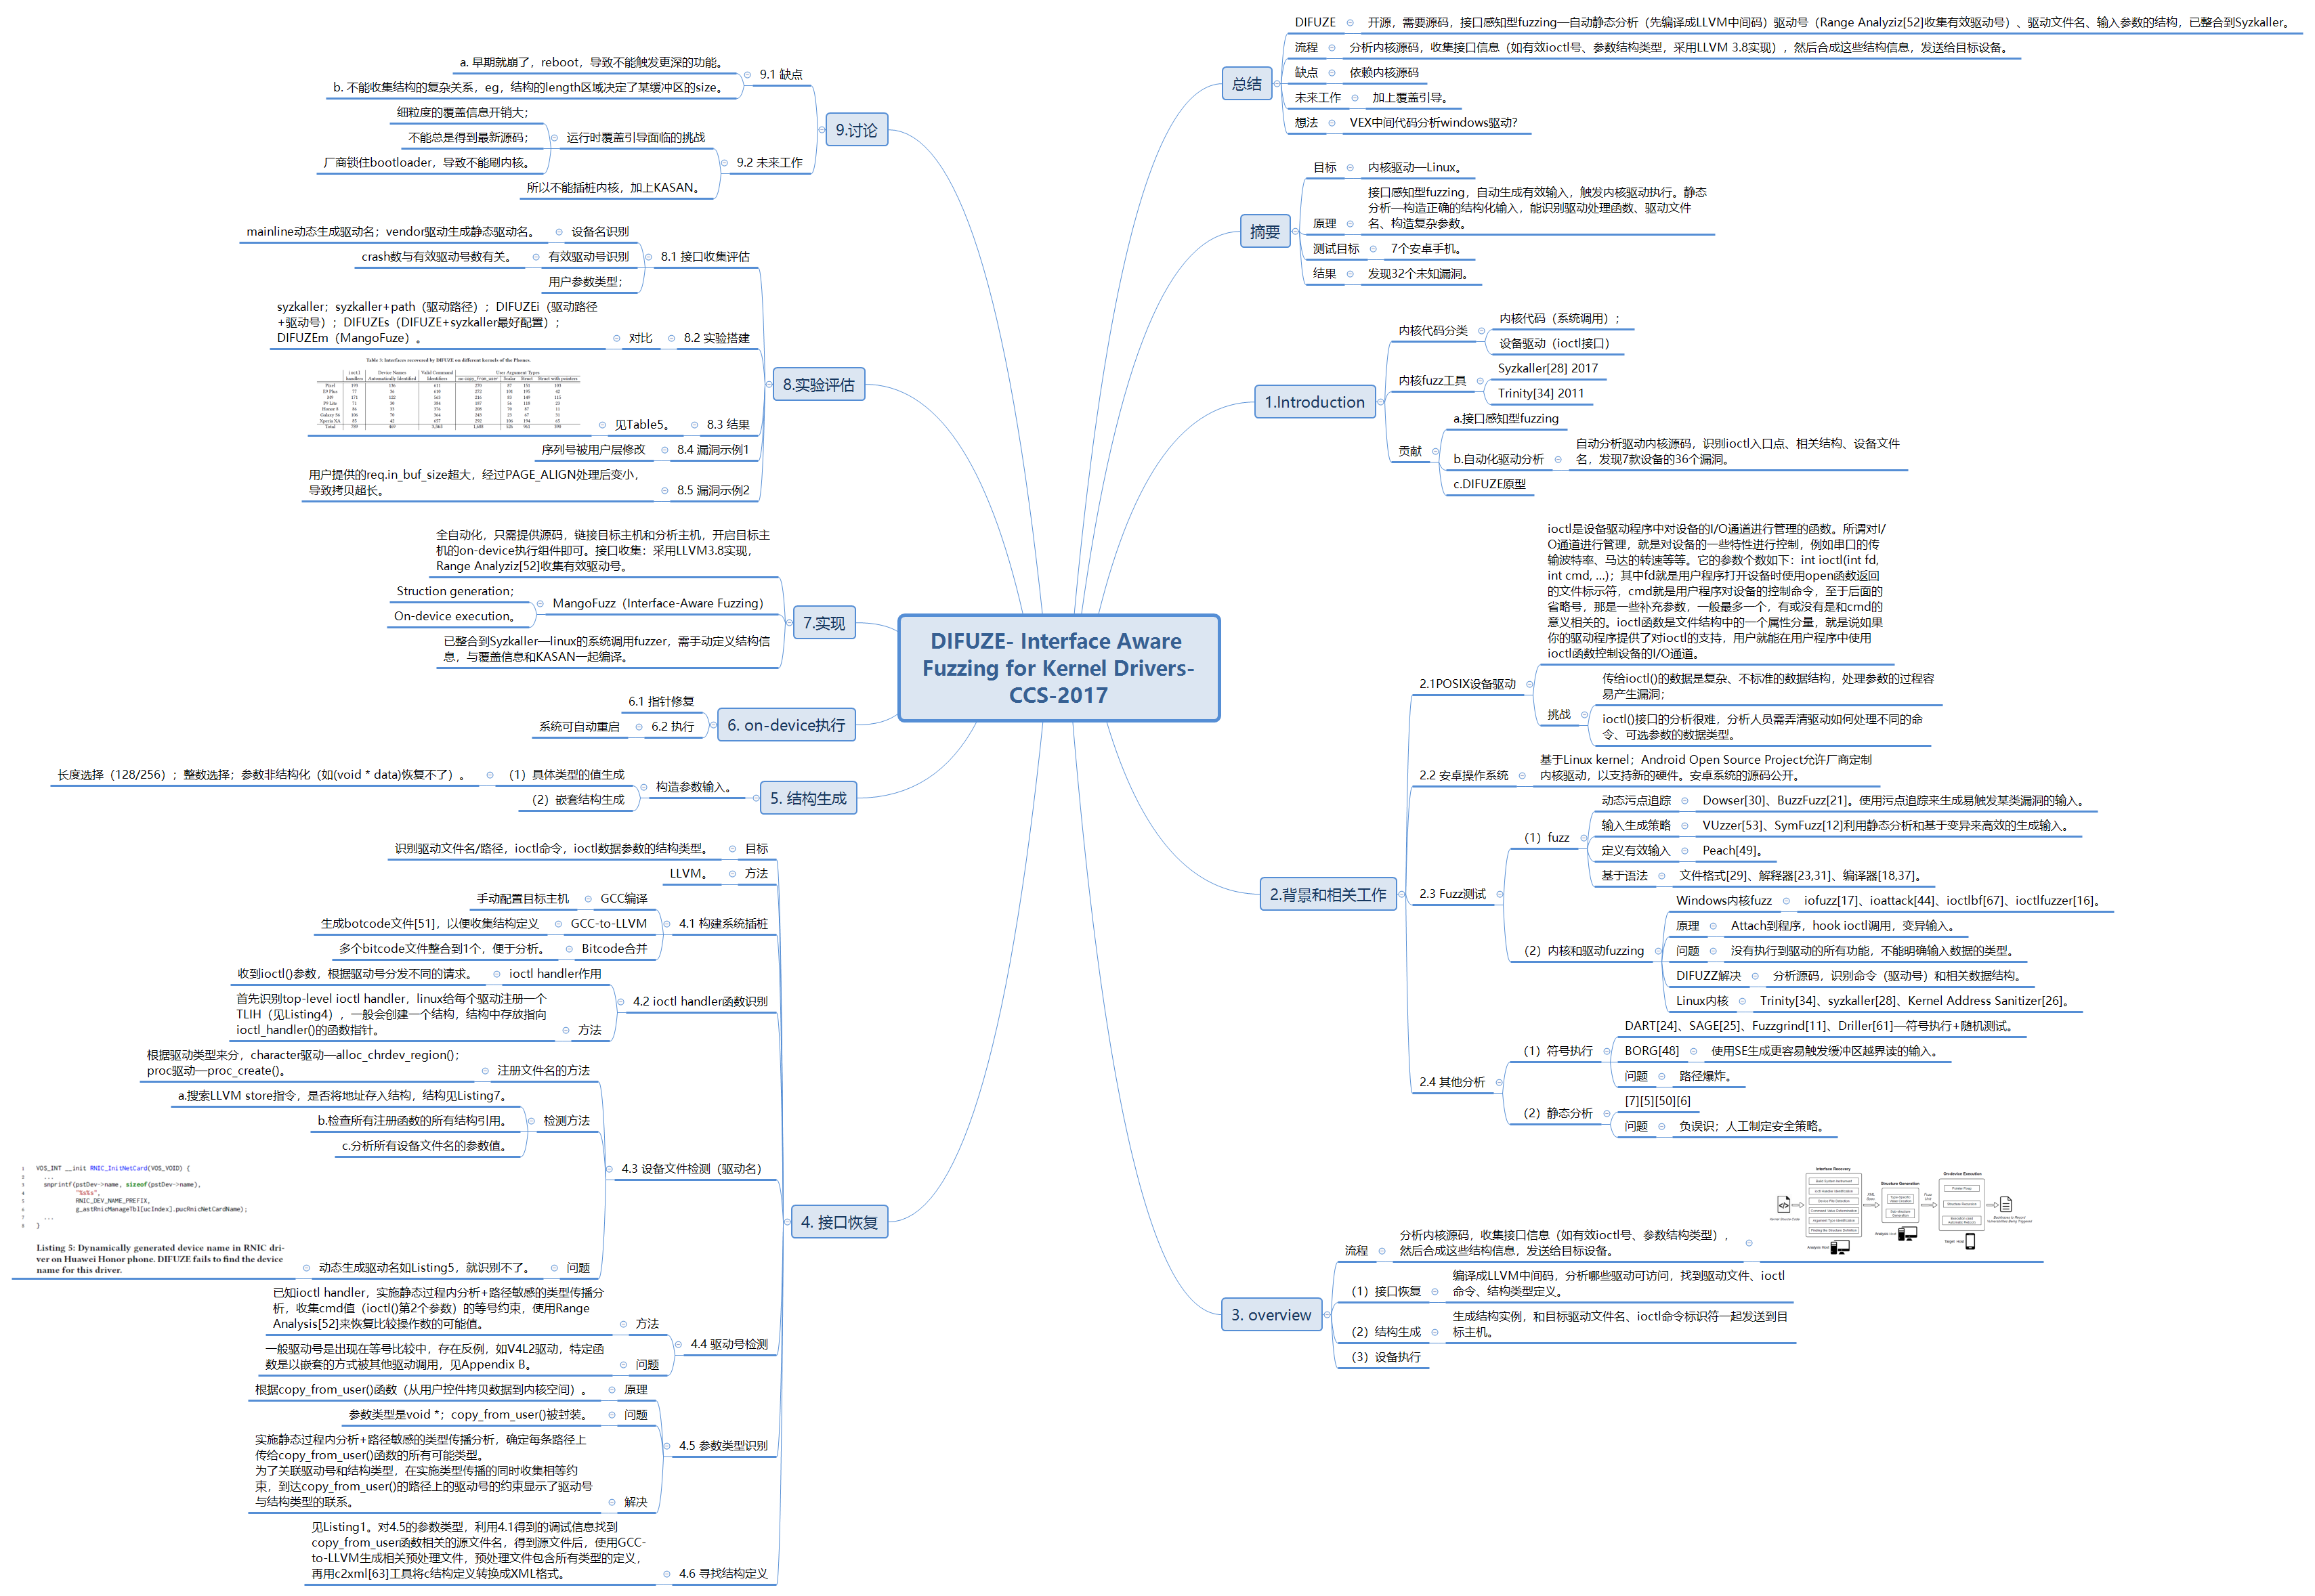 DIFUZE- Interface Aware
Fuzzing for Kernel Drivers-
CCS-2017
总结
DIFUZE
开源，需要源码，接口感知型fuzzing—自动静态分析（先编译成LLVM中间码）驱动号（Range Analyziz[52]收集有效驱动号）、驱动文件名、输入参数的结构，已整合到Syzkaller。
流程
分析内核源码，收集接口信息（如有效ioctl号、参数结构类型，采用LLVM 3.8实现），然后合成这些结构信息，发送给目标设备。
缺点
依赖内核源码
未来工作
加上覆盖引导。
想法
VEX中间代码分析windows驱动？
摘要
目标
内核驱动—Linux。
原理
接口感知型fuzzing，自动生成有效输入，触发内核驱动执行。静态
分析—构造正确的结构化输入，能识别驱动处理函数、驱动文件
名、构造复杂参数。
测试目标
7个安卓手机。
结果
发现32个未知漏洞。
1.Introduction
内核代码分类
内核代码（系统调用）；
设备驱动（ioctl接口）
内核fuzz工具
Syzkaller[28] 2017
Trinity[34] 2011
贡献
a.接口感知型fuzzing
b.自动化驱动分析
自动分析驱动内核源码，识别ioctl入口点、相关结构、设备文件
名，发现7款设备的36个漏洞。
c.DIFUZE原型
2.背景和相关工作
2.1POSIX设备驱动
ioctl是设备驱动程序中对设备的I/O通道进行管理的函数。所谓对I/
O通道进行管理，就是对设备的一些特性进行控制，例如串口的传
输波特率、马达的转速等等。它的参数个数如下：int ioctl(int fd,
int cmd, ...)；其中fd就是用户程序打开设备时使用open函数返回
的文件标示符，cmd就是用户程序对设备的控制命令，至于后面的
省略号，那是一些补充参数，一般最多一个，有或没有是和cmd的
意义相关的。ioctl函数是文件结构中的一个属性分量，就是说如果
你的驱动程序提供了对ioctl的支持，用户就能在用户程序中使用
ioctl函数控制设备的I/O通道。
挑战
传给ioctl()的数据是复杂、不标准的数据结构，处理参数的过程容
易产生漏洞；
ioctl()接口的分析很难，分析人员需弄清驱动如何处理不同的命
令、可选参数的数据类型。
2.2 安卓操作系统
基于Linux kernel；Android Open Source Project允许厂商定制
内核驱动，以支持新的硬件。安卓系统的源码公开。
2.3 Fuzz测试
（1）fuzz
动态污点追踪
Dowser[30]、BuzzFuzz[21]。使用污点追踪来生成易触发某类漏洞的输入。
输入生成策略
VUzzer[53]、SymFuzz[12]利用静态分析和基于变异来高效的生成输入。
定义有效输入
Peach[49]。
基于语法
文件格式[29]、解释器[23,31]、编译器[18,37]。
（2）内核和驱动fuzzing
Windows内核fuzz
iofuzz[17]、ioattack[44]、ioctlbf[67]、ioctlfuzzer[16]。
原理
Attach到程序，hook ioctl调用，变异输入。
问题
没有执行到驱动的所有功能，不能明确输入数据的类型。
DIFUZZ解决
分析源码，识别命令（驱动号）和相关数据结构。
Linux内核
Trinity[34]、syzkaller[28]、Kernel Address Sanitizer[26]。
2.4 其他分析
（1）符号执行
DART[24]、SAGE[25]、Fuzzgrind[11]、Driller[61]—符号执行+随机测试。
BORG[48]
使用SE生成更容易触发缓冲区越界读的输入。
问题
路径爆炸。
（2）静态分析
[7][5][50][6]
问题
负误识；人工制定安全策略。
3. overview
流程
分析内核源码，收集接口信息（如有效ioctl号、参数结构类型），
然后合成这些结构信息，发送给目标设备。
Interface Recovery
Structure Generation
On-device Execution
（1）接口恢复
编译成LLVM中间码，分析哪些驱动可访问，找到驱动文件、ioctl
命令、结构类型定义。
（2）结构生成
生成结构实例，和目标驱动文件名、ioctl命令标识符一起发送到目
标主机。
（3）设备执行
4. 接口恢复
目标
识别驱动文件名/路径，ioctl命令，ioctl数据参数的结构类型。
方法
LLVM。
4.1 构建系统插桩
GCC编译
手动配置目标主机
GCC-to-LLVM
生成botcode文件[51]，以便收集结构定义
Bitcode合并
多个bitcode文件整合到1个，便于分析。
4.2 ioctl handler函数识别
ioctl handler作用
收到ioctl()参数，根据驱动号分发不同的请求。
方法
首先识别top-level ioctl handler，linux给每个驱动注册一个
TLIH（见Listing4），一般会创建一个结构，结构中存放指向
ioctl_handler()的函数指针。
4.3 设备文件检测（驱动名）
注册文件名的方法
根据驱动类型来分，character驱动—alloc_chrdev_region()；
proc驱动—proc_create()。
检测方法
a.搜索LLVM store指令，是否将地址存入结构，结构见Listing7。
b.检查所有注册函数的所有结构引用。
c.分析所有设备文件名的参数值。
问题
动态生成驱动名如Listing5，就识别不了。
1 VOS_INT __init RNIC_InitNetCard(VOS_VOID) {
2 ...
3 snprintf(pstDev->name, sizeof(pstDev->name),
4 "%s%s",
5 RNIC_DEV_NAME_PREFIX,
6 g_astRnicManageTbl[ucIndex].pucRnicNetCardName);
7 ...
8 }
Listing 5: Dynamically generated device name in RNIC dri-
ver on Huawei Honor phone. DIFUZE fails to find the device
name for this driver.
4.4 驱动号检测
方法
已知ioctl handler，实施静态过程内分析+路径敏感的类型传播分
析，收集cmd值（ioctl()第2个参数）的等号约束，使用Range
Analysis[52]来恢复比较操作数的可能值。
问题
一般驱动号是出现在等号比较中，存在反例，如V4L2驱动，特定函
数是以嵌套的方式被其他驱动调用，见Appendix B。
4.5 参数类型识别
原理
根据copy_from_user()函数（从用户控件拷贝数据到内核空间）。
问题
参数类型是void *；copy_from_user()被封装。
解决
实施静态过程内分析+路径敏感的类型传播分析，确定每条路径上
传给copy_from_user()函数的所有可能类型。
为了关联驱动号和结构类型，在实施类型传播的同时收集相等约
束，到达copy_from_user()的路径上的驱动号的约束显示了驱动号
与结构类型的联系。
4.6 寻找结构定义
见Listing1。对4.5的参数类型，利用4.1得到的调试信息找到
copy_from_user函数相关的源文件名，得到源文件后，使用GCC-
to-LLVM生成相关预处理文件，预处理文件包含所有类型的定义，
再用c2xml[63]工具将c结构定义转换成XML格式。
5. 结构生成
构造参数输入。
（1）具体类型的值生成
长度选择（128/256）；整数选择；参数非结构化（如(void * data)恢复不了）。
（2）嵌套结构生成
6. on-device执行
6.1 指针修复
6.2 执行
系统可自动重启
7.实现
全自动化，只需提供源码，链接目标主机和分析主机，开启目标主
机的on-device执行组件即可。接口收集：采用LLVM3.8实现，
Range Analyziz[52]收集有效驱动号。
MangoFuzz（Interface-Aware Fuzzing）
Struction generation；
On-device execution。
已整合到Syzkaller—linux的系统调用fuzzer，需手动定义结构信
息，与覆盖信息和KASAN一起编译。
8.实验评估
8.1 接口收集评估
设备名识别
mainline动态生成驱动名；vendor驱动生成静态驱动名。
有效驱动号识别
crash数与有效驱动号数有关。
用户参数类型；
8.2 实验搭建
对比
syzkaller；syzkaller+path（驱动路径）；DIFUZEi（驱动路径
+驱动号）；DIFUZEs（DIFUZE+syzkaller最好配置）；
DIFUZEm（MangoFuze）。
8.3 结果
见Table5。
Table 3: Interfaces recovered by DIFUZE on different kernels of the Phones.
8.4 漏洞示例1
序列号被用户层修改
8.5 漏洞示例2
用户提供的req.in_buf_size超大，经过PAGE_ALIGN处理后变小，
导致拷贝超长。
9.讨论
9.1 缺点
a. 早期就崩了，reboot，导致不能触发更深的功能。
b. 不能收集结构的复杂关系，eg，结构的length区域决定了某缓冲区的size。
9.2 未来工作
运行时覆盖引导面临的挑战
细粒度的覆盖信息开销大；
不能总是得到最新源码；
厂商锁住bootloader，导致不能刷内核。
所以不能插桩内核，加上KASAN。